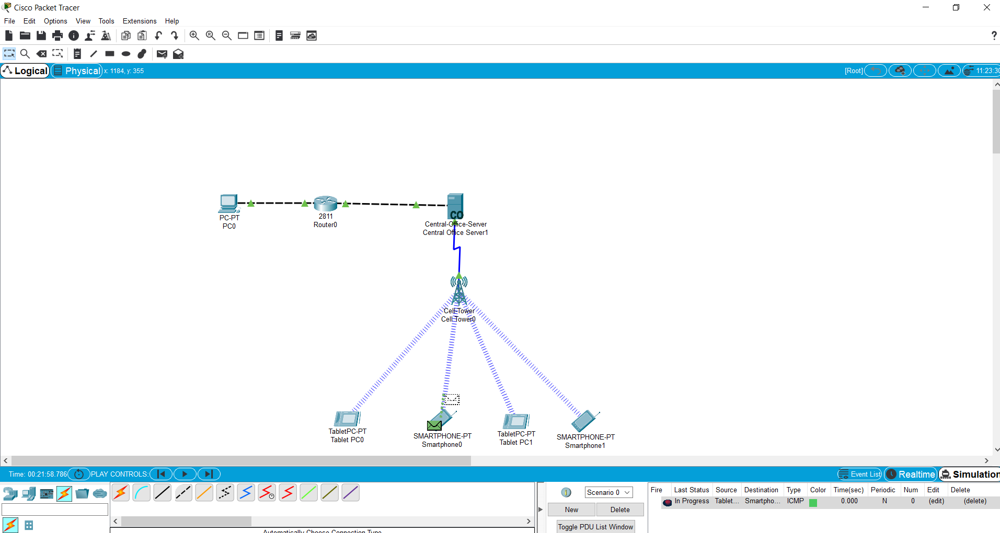 Cisco Packet Tracer
File Edit Options View Tools Extensions Help
?
Logical Physical x: 1184, y: 355 [Root] 11:23:30
PC-PT
PC0
2811
Router0
CO
Central-Office-Server
Central Office Server1
Cell-Tower
Cell Tower0
TabletPC-PT
Tablet PC0
SMARTPHONE-PT
Smartphone0
TabletPC-PT
Tablet PC1
SMARTPHONE-PT
Smartphone1
Time: 00:21:58.786 PLAY CONTROLS: Event List Realtime Simulation
Scenario 0
New Delete
Toggle PDU List Window
Fire Last Status Source Destination Type Color Time(sec) Periodic Num Edit Delete
In Progress Tablet... Smartpho... ICMP 0.000 N 0 (edit) (delete)
Automatically Choose Connection Type